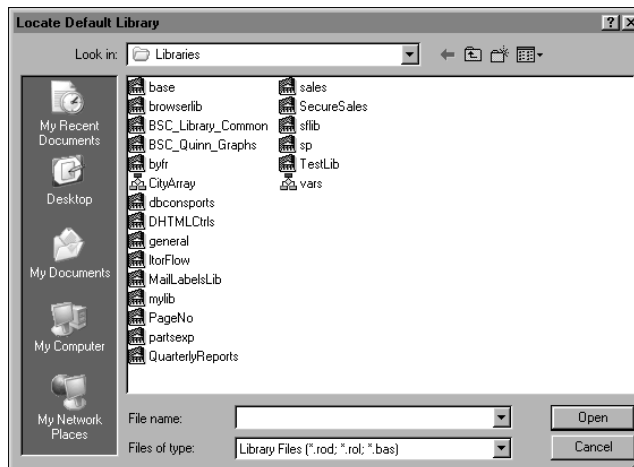 Locate Default Library
Look in:
Libraries
My Recent
Documents
Desktop
My Documents
My Computer
My Network
Places
base
browserlib
BSC_Library_Common
BSC_Quinn_Graphs
byfr
CityArray
dbconsports
DHTMLCtrls
general
ItorFlow
MailLabelsLib
mylib
PageNo
partsexp
QuarterlyReports
sales
SecureSales
sflib
sp
TestLib
vars
File name:
Open
Files of type:
Library Files (*.rod; *.rol; *.bas)
Cancel